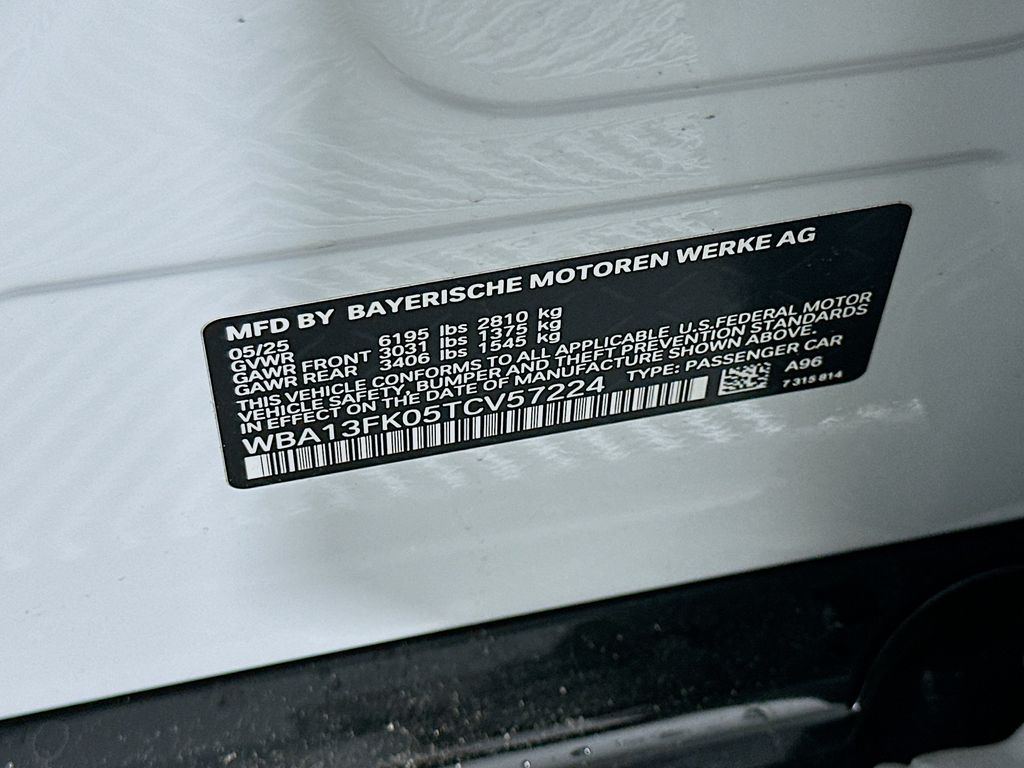 MFD BY BAYERISCHE MOTOREN WERKE AG
05/25
GVWR 6195 lbs 2810 kg
GAWR FRONT 3031 lbs 1375 kg
GAWR REAR 3406 lbs 1545 kg
THIS VEHICLE CONFORMS TO ALL APPLICABLE U.S.FEDERAL MOTOR
VEHICLE SAFETY, BUMPER AND THEFT PREVENTION STANDARDS
IN EFFECT ON THE DATE OF MANUFACTURE SHOWN ABOVE.
WBA13FK05TCV57224 TYPE: PASSENGER CAR
A96
7 315 814